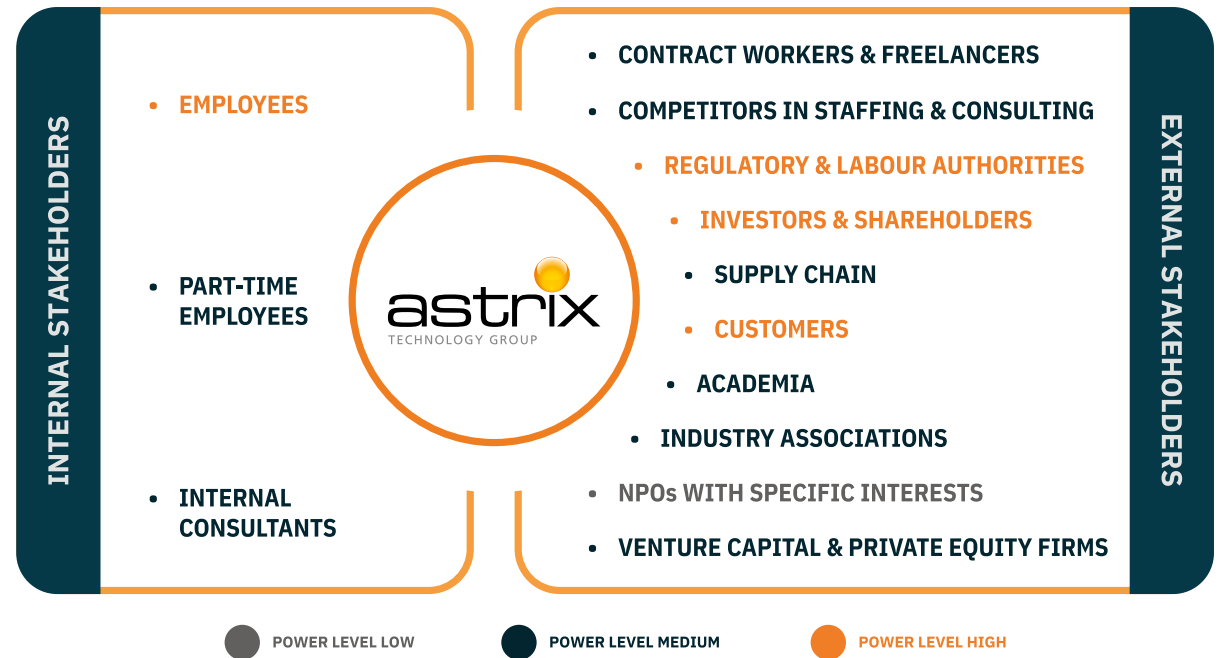 INTERNAL STAKEHOLDERS
• EMPLOYEES
• PART-TIME
EMPLOYEES
• INTERNAL
CONSULTANTS
astrix
TECHNOLOGY GROUP
• CONTRACT WORKERS & FREELANCERS
• COMPETITORS IN STAFFING & CONSULTING
• REGULATORY & LABOUR AUTHORITIES
• INVESTORS & SHAREHOLDERS
• SUPPLY CHAIN
• CUSTOMERS
• ACADEMIA
• INDUSTRY ASSOCIATIONS
• NPOs WITH SPECIFIC INTERESTS
• VENTURE CAPITAL & PRIVATE EQUITY FIRMS
EXTERNAL STAKEHOLDERS
POWER LEVEL LOW
POWER LEVEL MEDIUM
POWER LEVEL HIGH